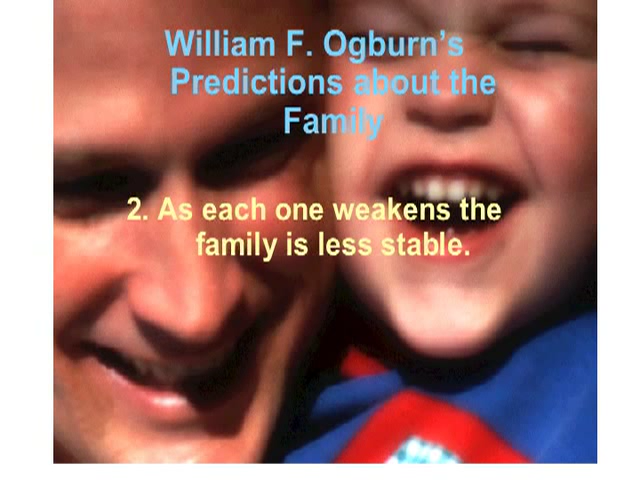 William F. Ogburn’s
Predictions about the
Family
2. As each one weakens the
family is less stable.